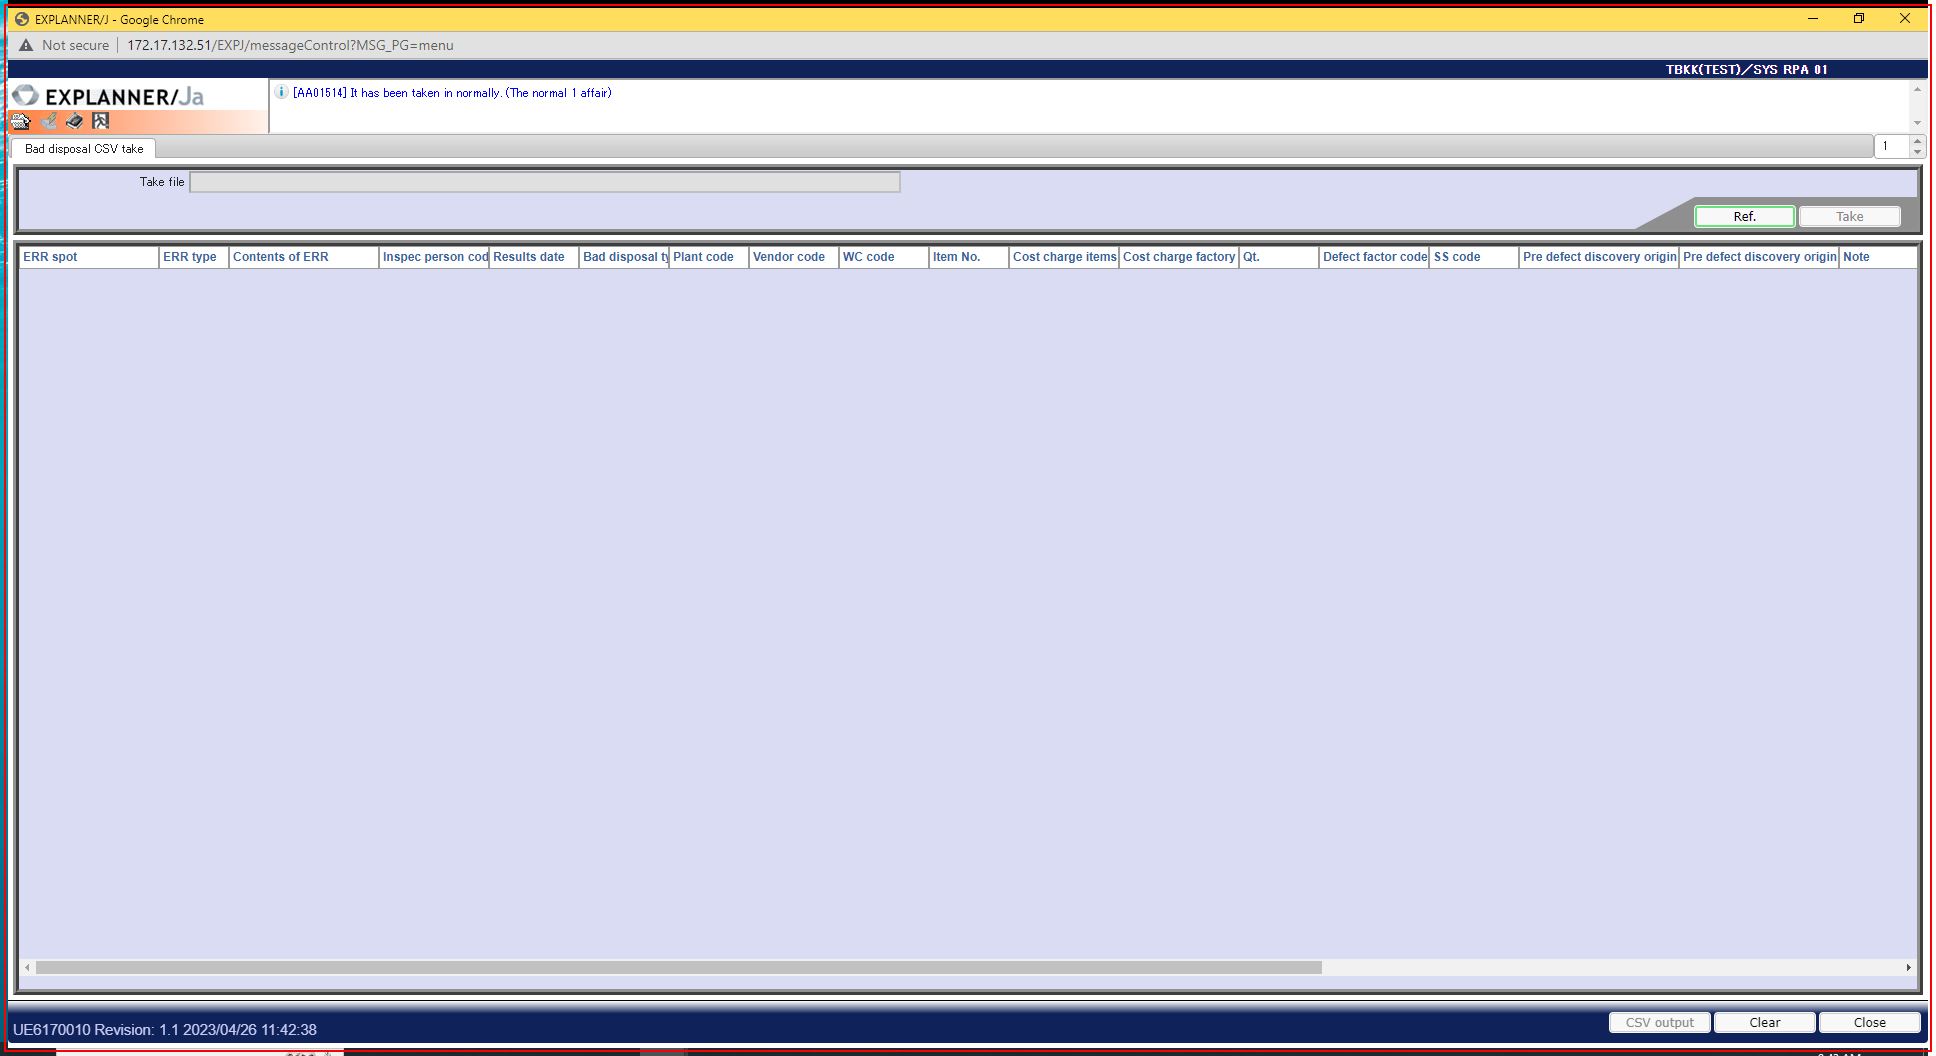 EXPLANNER/J - Google Chrome
Not secure 172.17.132.51/EXPJ/messageControl?MSG_PG=menu
TBKK(TEST)／SYS RPA 01
EXPLANNER/Ja
[AA01514] It has been taken in normally. (The normal 1 affair)
Bad disposal CSV take
1
Take file
Ref. Take
ERR spot ERR type Contents of ERR Inspec person cod Results date Bad disposal ty Plant code Vendor code WC code Item No. Cost charge items Cost charge factory Qt. Defect factor code SS code Pre defect discovery origin Pre defect discovery origin Note
UE6170010 Revision: 1.1 2023/04/26 11:42:38
CSV output Clear Close